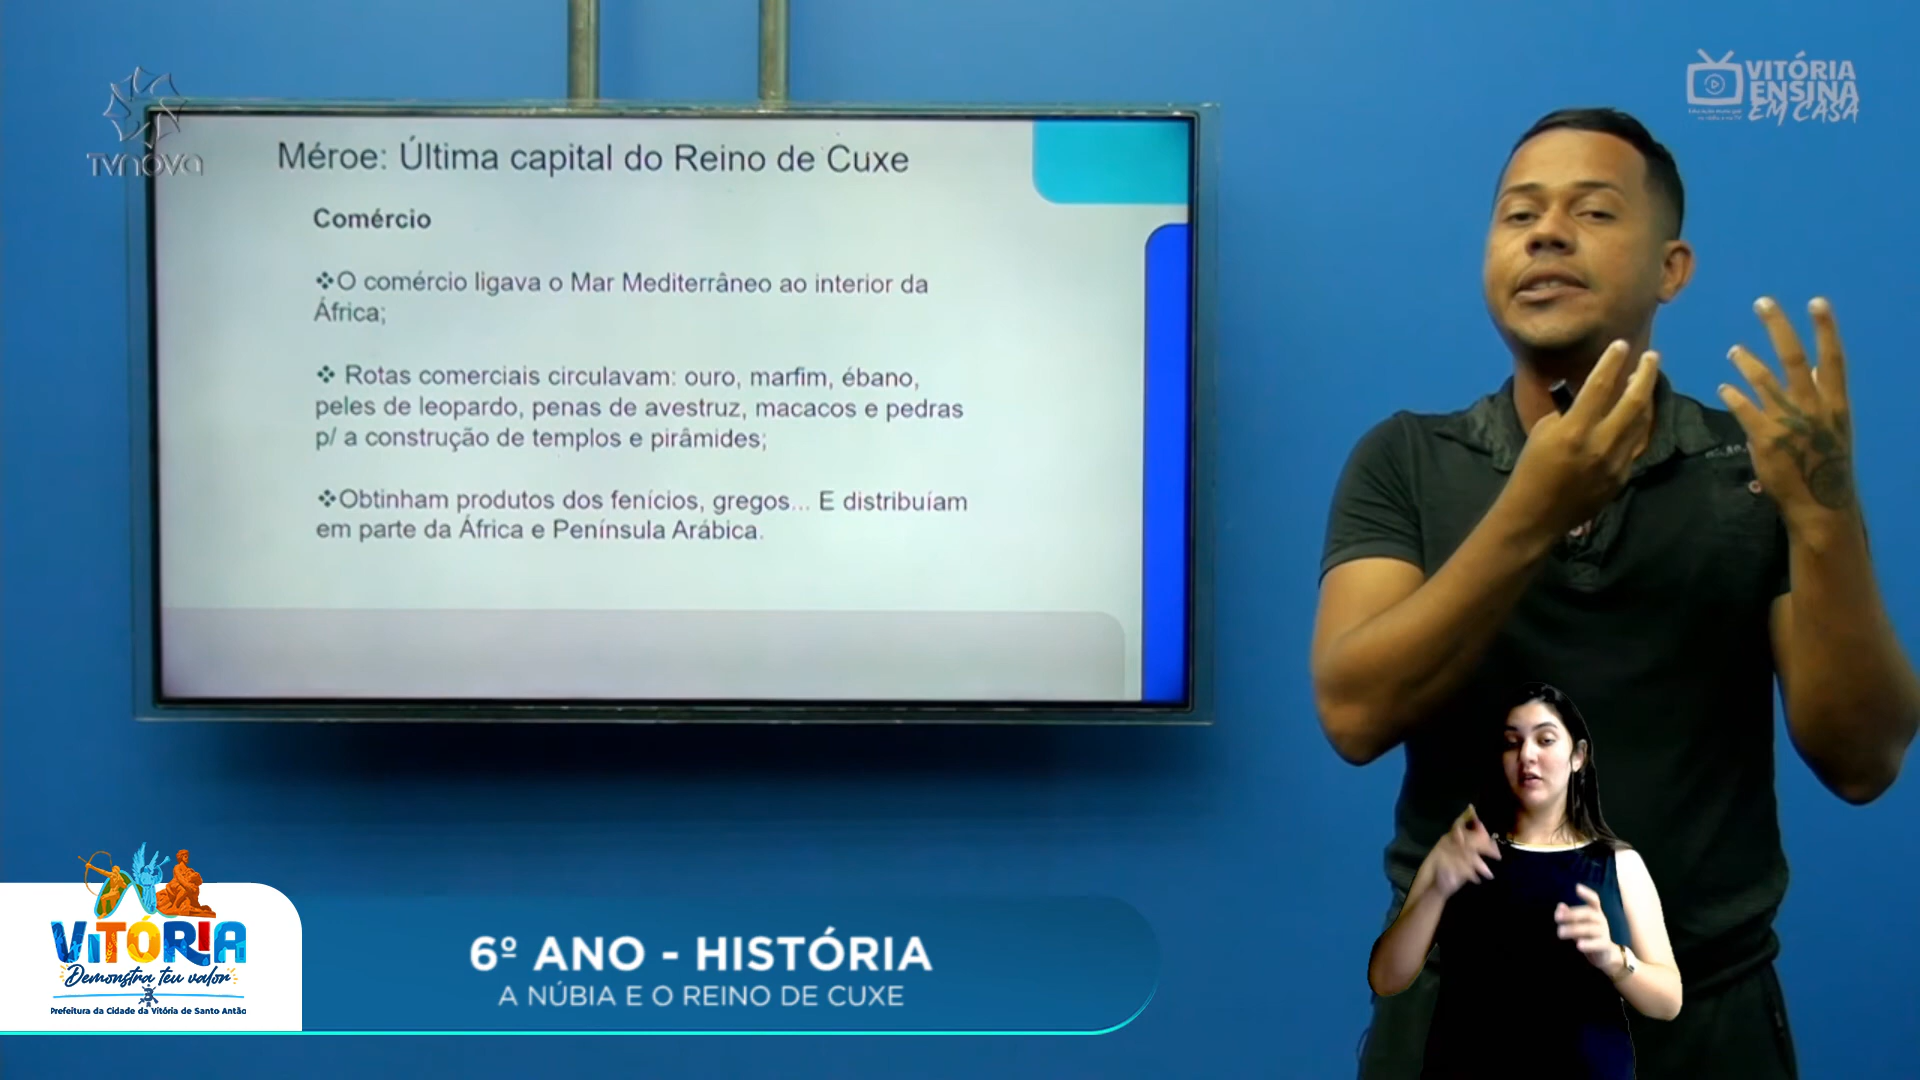 TVNOVA
VITÓRIA
ENSINA
EM CASA
Méroe: Última capital do Reino de Cuxe
Comércio
❖O comércio ligava o Mar Mediterrâneo ao interior da
África;
❖ Rotas comerciais circulavam: ouro, marfim, ébano,
peles de leopardo, penas de avestruz, macacos e pedras
p/ a construção de templos e pirâmides;
❖Obtinham produtos dos fenícios, gregos... E distribuíam
em parte da África e Península Arábica.
VITÓRIA
Demonstra teu valor
Prefeitura da Cidade da Vitória de Santo Antão
6º ANO - HISTÓRIA
A NÚBIA E O REINO DE CUXE